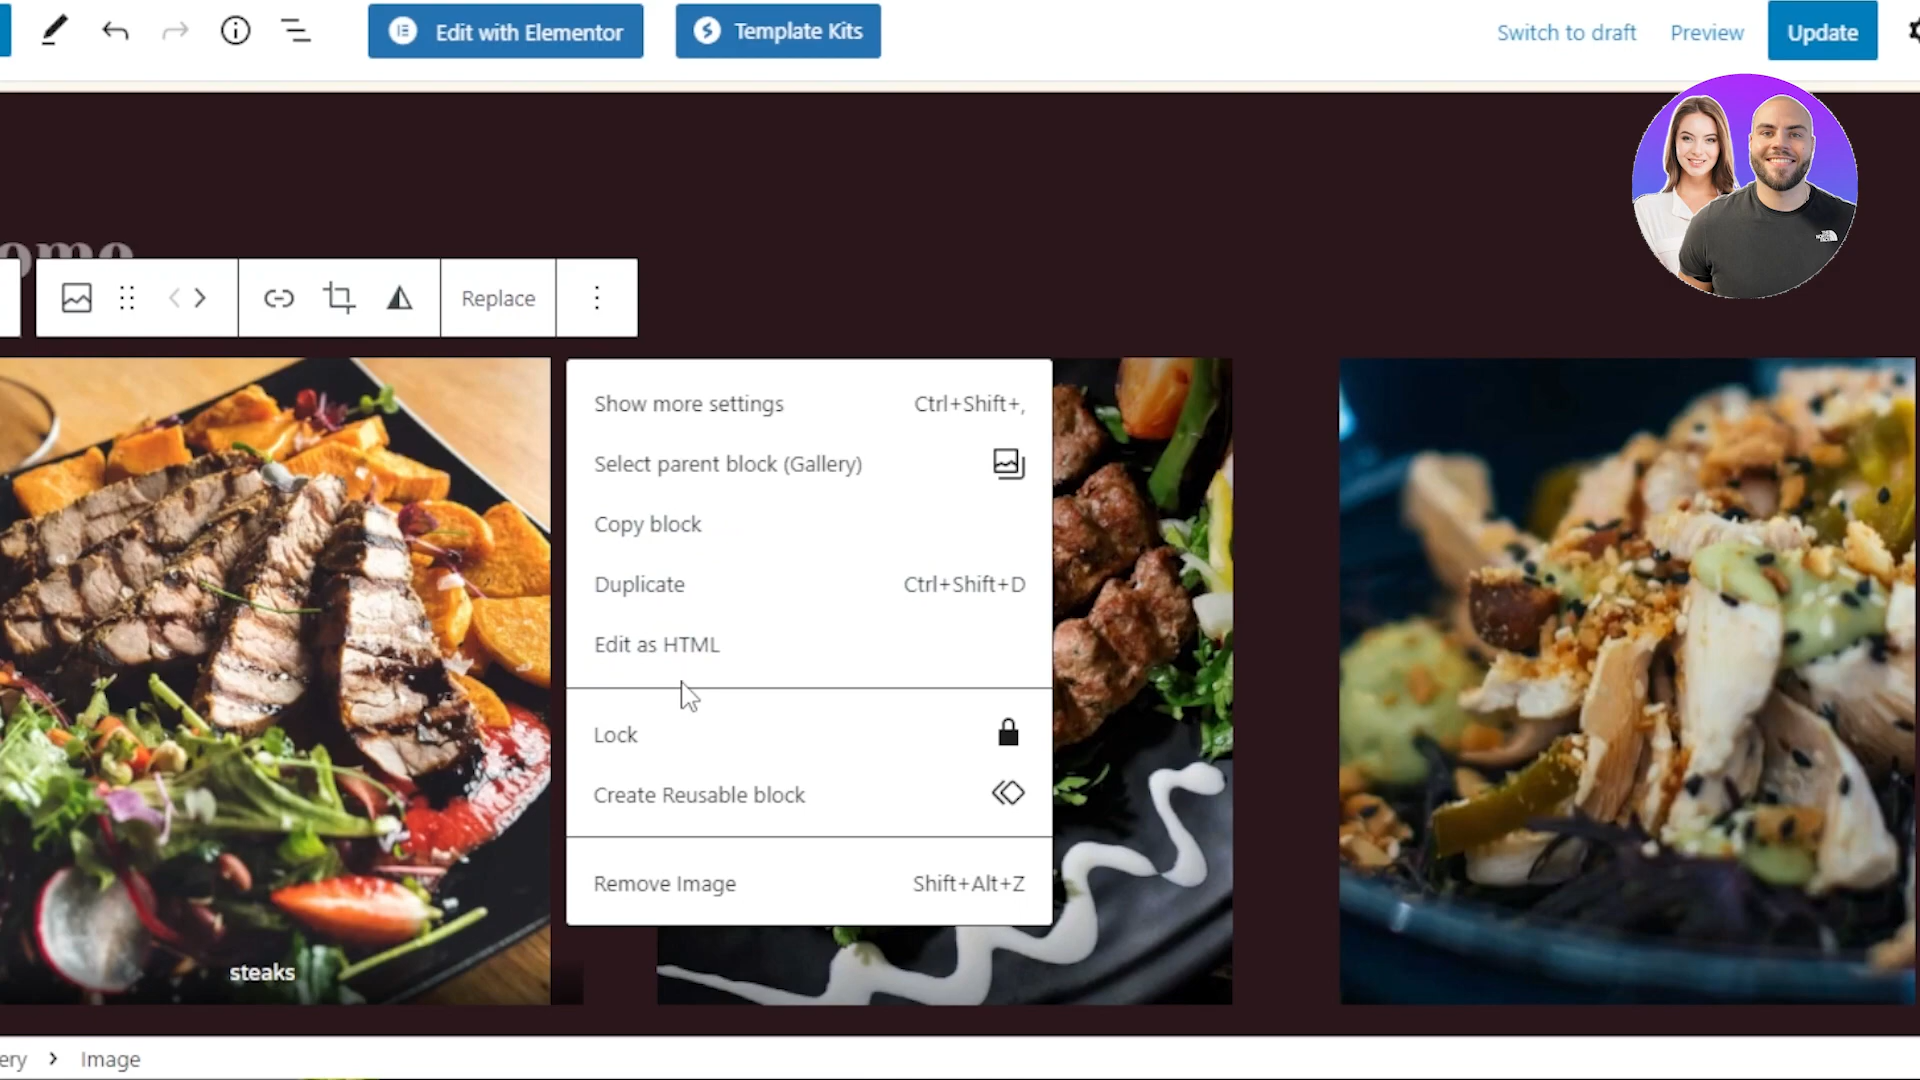 Edit with Elementor
Template Kits
Switch to draft
Preview
Update
ome
Replace
Show more settings Ctrl+Shift+,
Select parent block (Gallery)
Copy block
Duplicate Ctrl+Shift+D
Edit as HTML
Lock
Create Reusable block
Remove Image Shift+Alt+Z
steaks
ery > Image